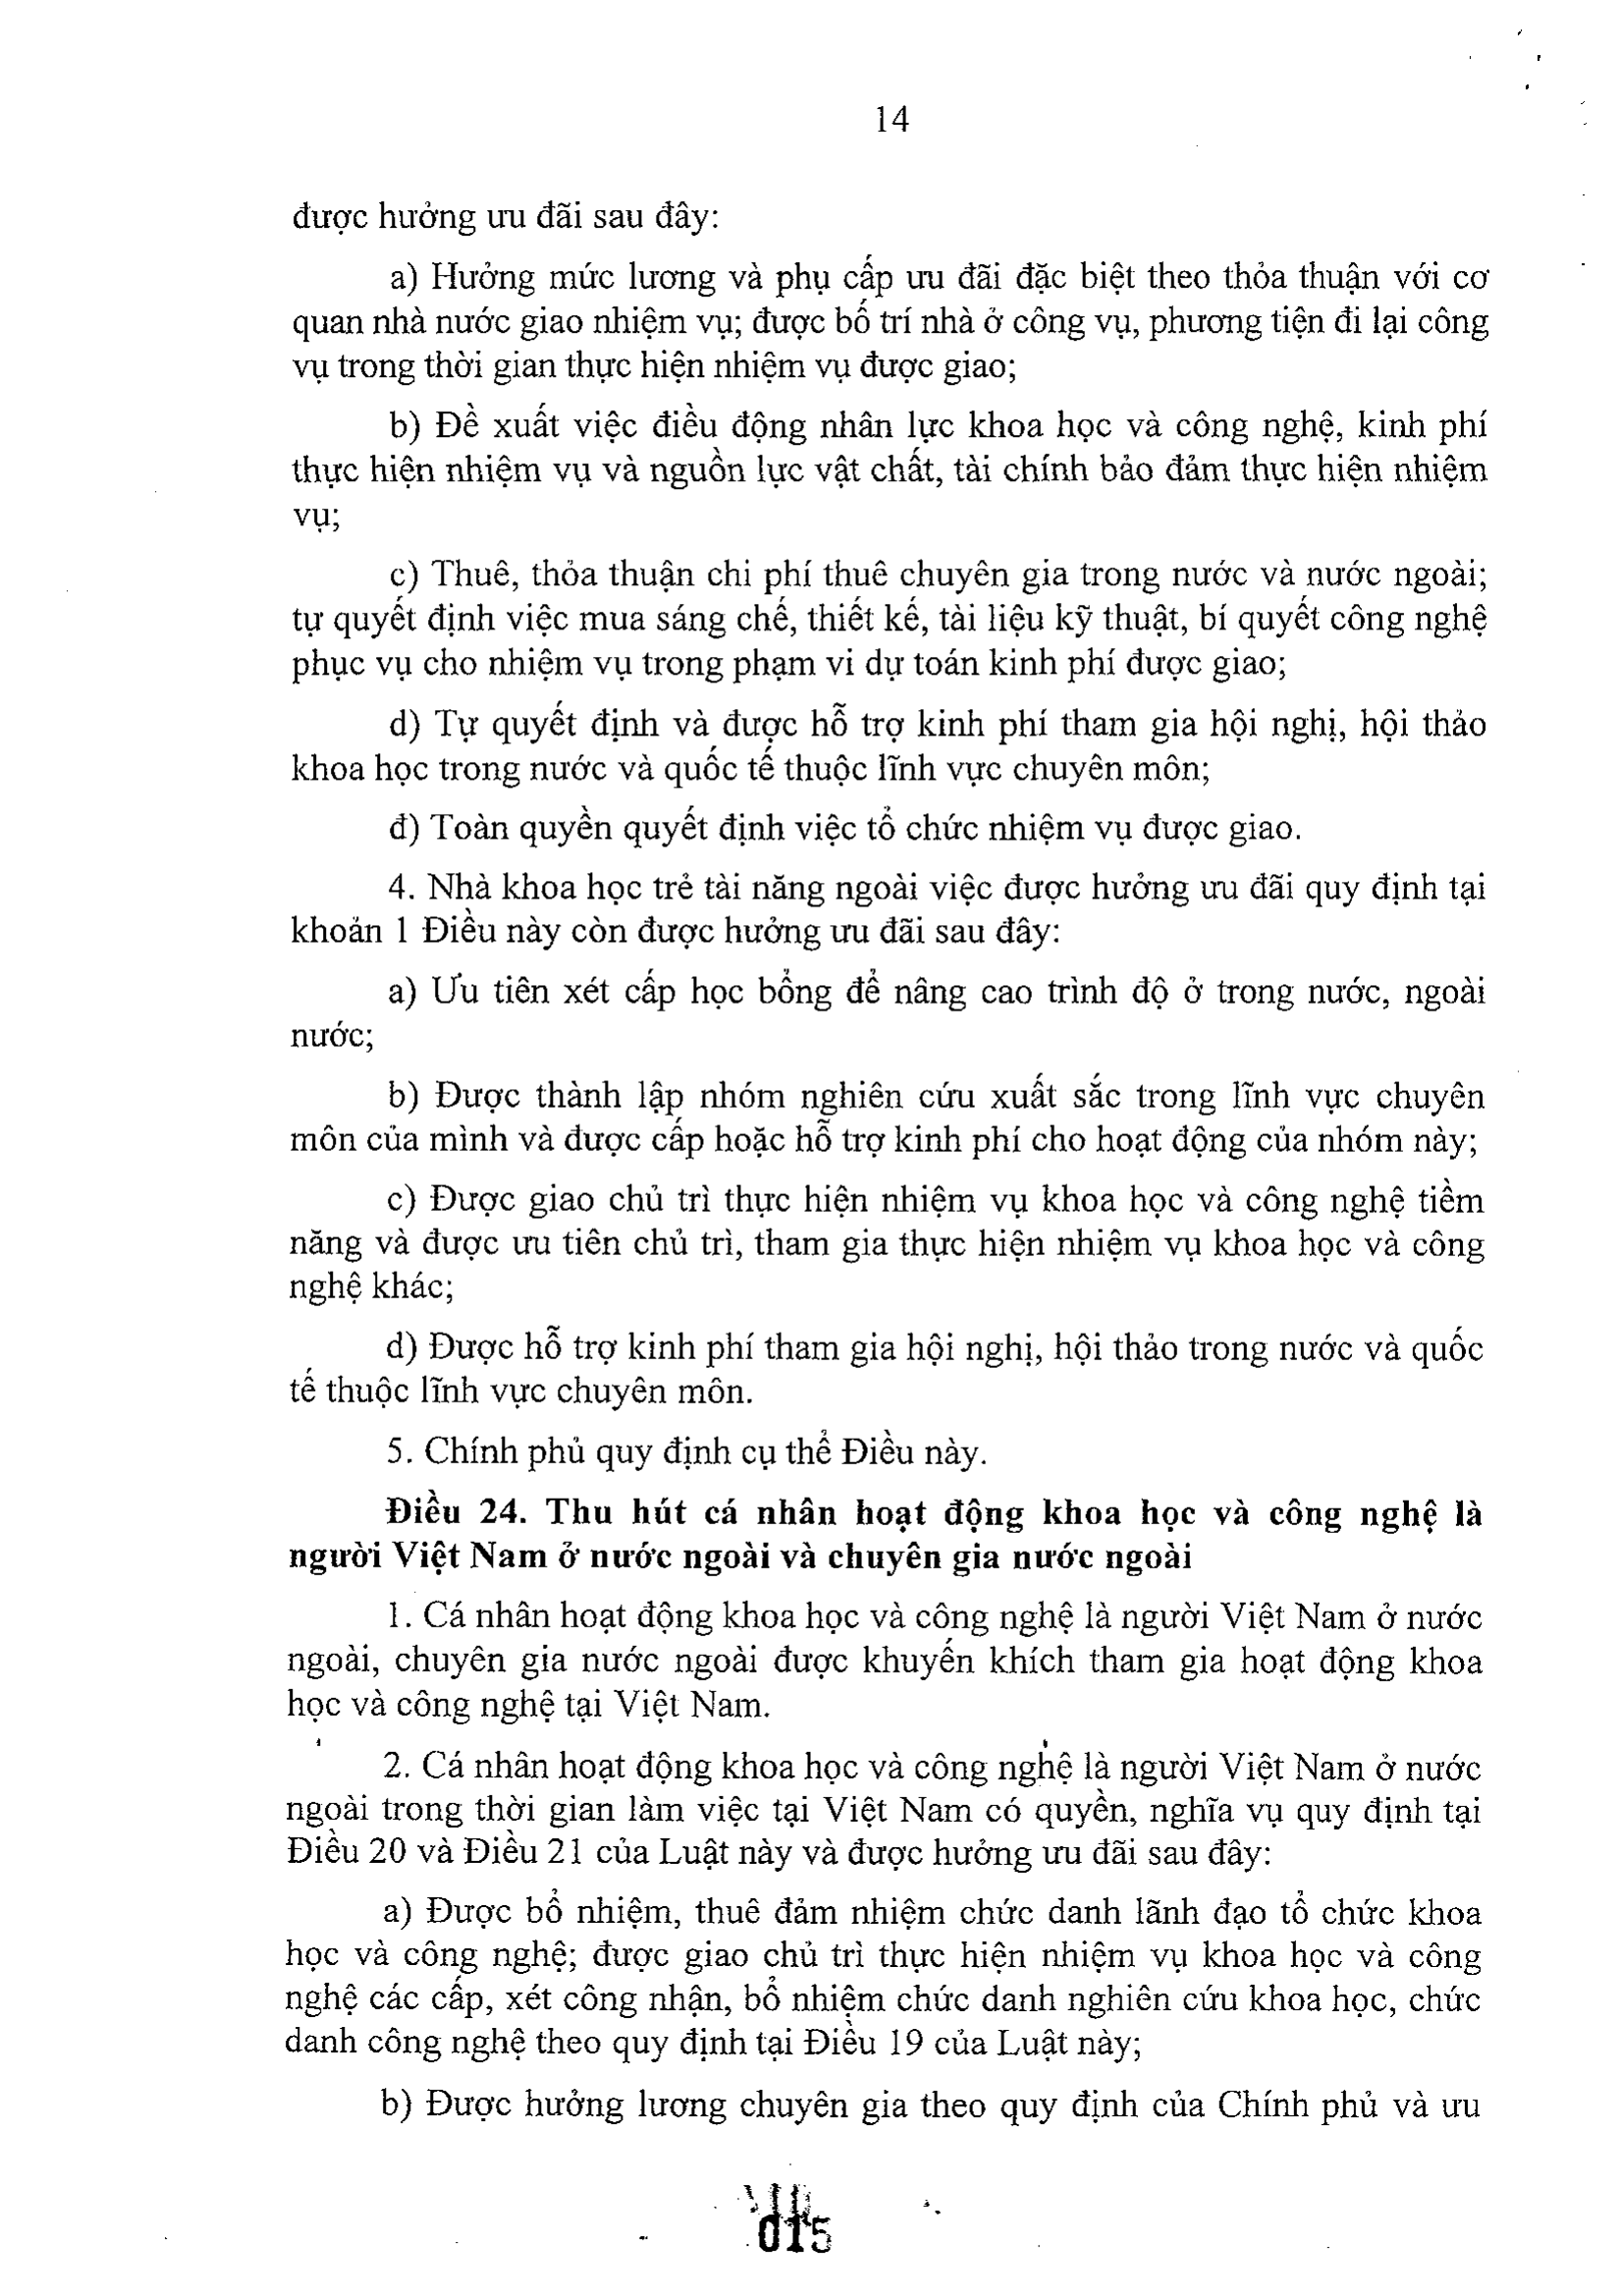 14
được hưởng ưu đãi sau đây:
a) Hưởng mức lương và phụ cấp ưu đãi đặc biệt theo thỏa thuận với cơ
quan nhà nước giao nhiệm vụ; được bố trí nhà ở công vụ, phương tiện đi lại công
vụ trong thời gian thực hiện nhiệm vụ được giao;
b) Đề xuất việc điều động nhân lực khoa học và công nghệ, kinh phí
thực hiện nhiệm vụ và nguồn lực vật chất, tài chính bảo đảm thực hiện nhiệm
vụ;
c) Thuê, thỏa thuận chi phí thuê chuyên gia trong nước và nước ngoài;
tự quyết định việc mua sáng chế, thiết kế, tài liệu kỹ thuật, bí quyết công nghệ
phục vụ cho nhiệm vụ trong phạm vi dự toán kinh phí được giao;
d) Tự quyết định và được hỗ trợ kinh phí tham gia hội nghị, hội thảo
khoa học trong nước và quốc tế thuộc lĩnh vực chuyên môn;
đ) Toàn quyền quyết định việc tổ chức nhiệm vụ được giao.
4. Nhà khoa học trẻ tài năng ngoài việc được hưởng ưu đãi quy định tại
khoản 1 Điều này còn được hưởng ưu đãi sau đây:
a) Ưu tiên xét cấp học bổng để nâng cao trình độ ở trong nước, ngoài
nước;
b) Được thành lập nhóm nghiên cứu xuất sắc trong lĩnh vực chuyên
môn của mình và được cấp hoặc hỗ trợ kinh phí cho hoạt động của nhóm này;
c) Được giao chủ trì thực hiện nhiệm vụ khoa học và công nghệ tiềm
năng và được ưu tiên chủ trì, tham gia thực hiện nhiệm vụ khoa học và công
nghệ khác;
d) Được hỗ trợ kinh phí tham gia hội nghị, hội thảo trong nước và quốc
tế thuộc lĩnh vực chuyên môn.
5. Chính phủ quy định cụ thể Điều này.
Điều 24. Thu hút cá nhân hoạt động khoa học và công nghệ là
người Việt Nam ở nước ngoài và chuyên gia nước ngoài
1. Cá nhân hoạt động khoa học và công nghệ là người Việt Nam ở nước
ngoài, chuyên gia nước ngoài được khuyến khích tham gia hoạt động khoa
học và công nghệ tại Việt Nam.
2. Cá nhân hoạt động khoa học và công nghệ là người Việt Nam ở nước
ngoài trong thời gian làm việc tại Việt Nam có quyền, nghĩa vụ quy định tại
Điều 20 và Điều 21 của Luật này và được hưởng ưu đãi sau đây:
a) Được bổ nhiệm, thuê đảm nhiệm chức danh lãnh đạo tổ chức khoa
học và công nghệ; được giao chủ trì thực hiện nhiệm vụ khoa học và công
nghệ các cấp, xét công nhận, bổ nhiệm chức danh nghiên cứu khoa học, chức
danh công nghệ theo quy định tại Điều 19 của Luật này;
b) Được hưởng lương chuyên gia theo quy định của Chính phủ và ưu